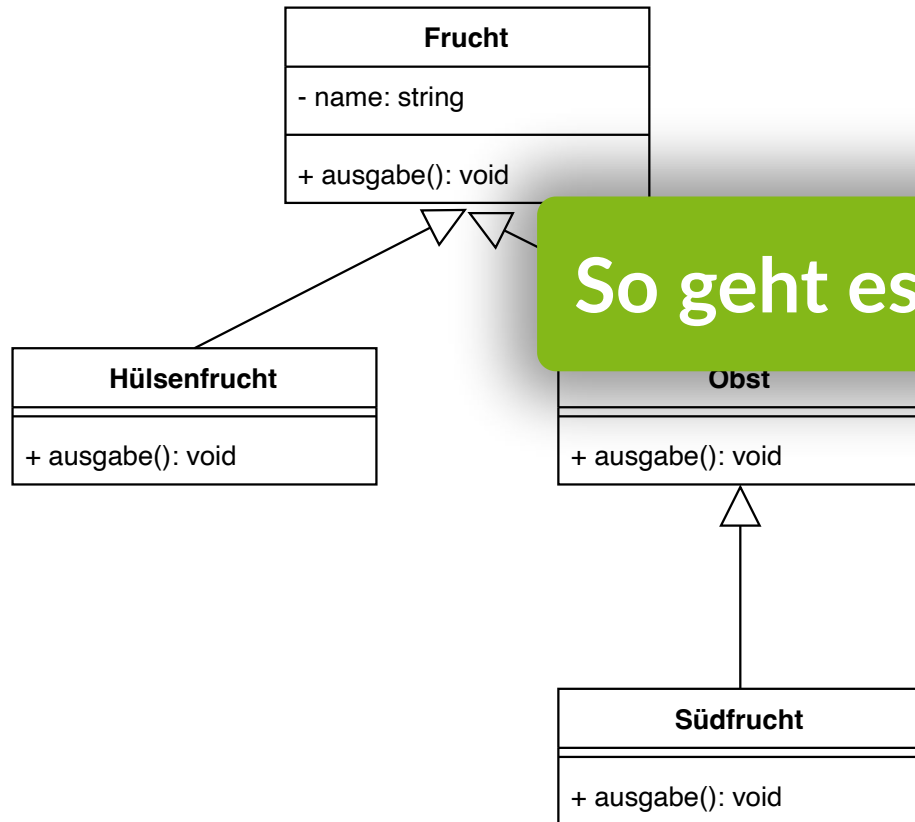 Frucht
- name: string
+ ausgabe(): void
So geht es
Hülsenfrucht
+ ausgabe(): void
Obst
+ ausgabe(): void
Südfrucht
+ ausgabe(): void